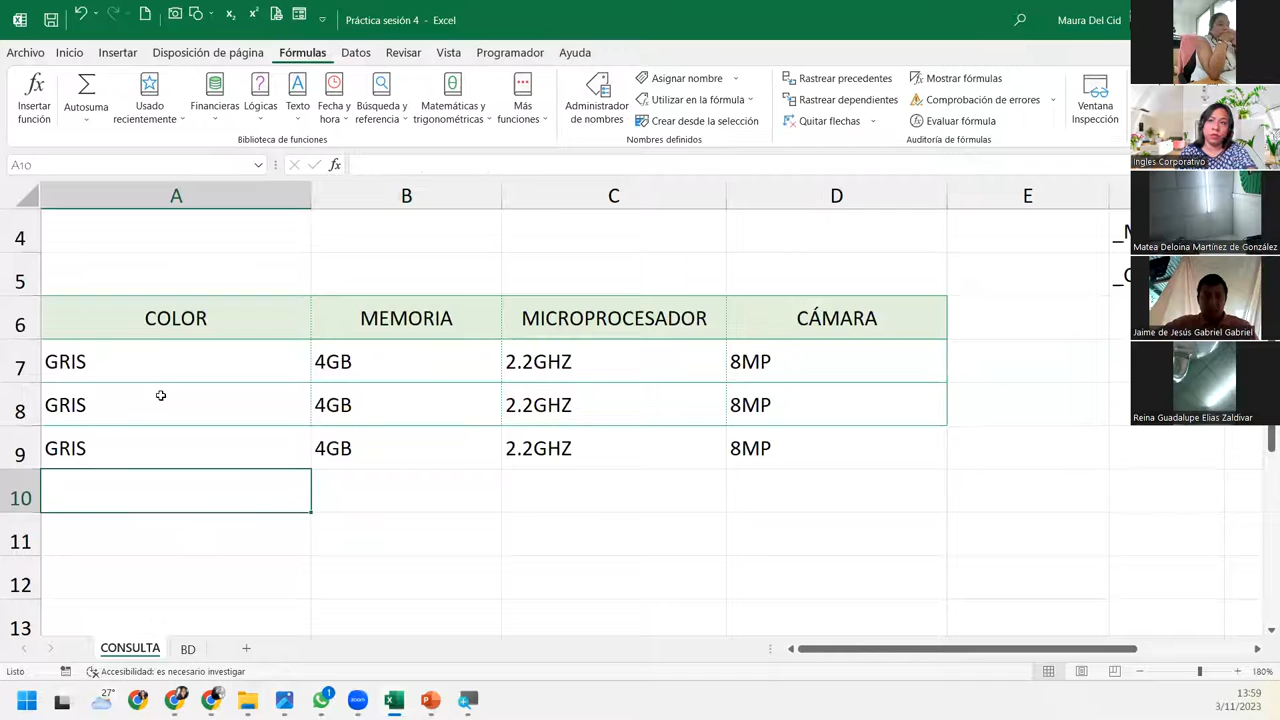 Práctica sesión 4 - Excel
Maura Del Cid
Archivo Inicio Insertar Disposición de página Fórmulas Datos Revisar Vista Programador Ayuda
Insertar función
Autosuma
Usado recientemente
Financieras
Lógicas
Texto
Fecha y hora
Búsqueda y referencia
Matemáticas y trigonométricas
Más funciones
Biblioteca de funciones
Administrador de nombres
Asignar nombre
Utilizar en la fórmula
Crear desde la selección
Nombres definidos
Rastrear precedentes
Rastrear dependientes
Quitar flechas
Mostrar fórmulas
Comprobación de errores
Evaluar fórmula
Auditoría de fórmulas
Ventana Inspección
A10
fx
A B C D E
4
5
6 COLOR MEMORIA MICROPROCESADOR CÁMARA
7 GRIS 4GB 2.2GHZ 8MP
8 GRIS 4GB 2.2GHZ 8MP
9 GRIS 4GB 2.2GHZ 8MP
10
11
12
13
Ingles Corporativo
Matea Deloina Martínez de González
Jaime de Jesús Gabriel Gabriel
Reina Guadalupe Elias Zaldivar
CONSULTA BD
Listo
Accesibilidad: es necesario investigar
180%
27°
1
zoom
13:59
3/11/2023